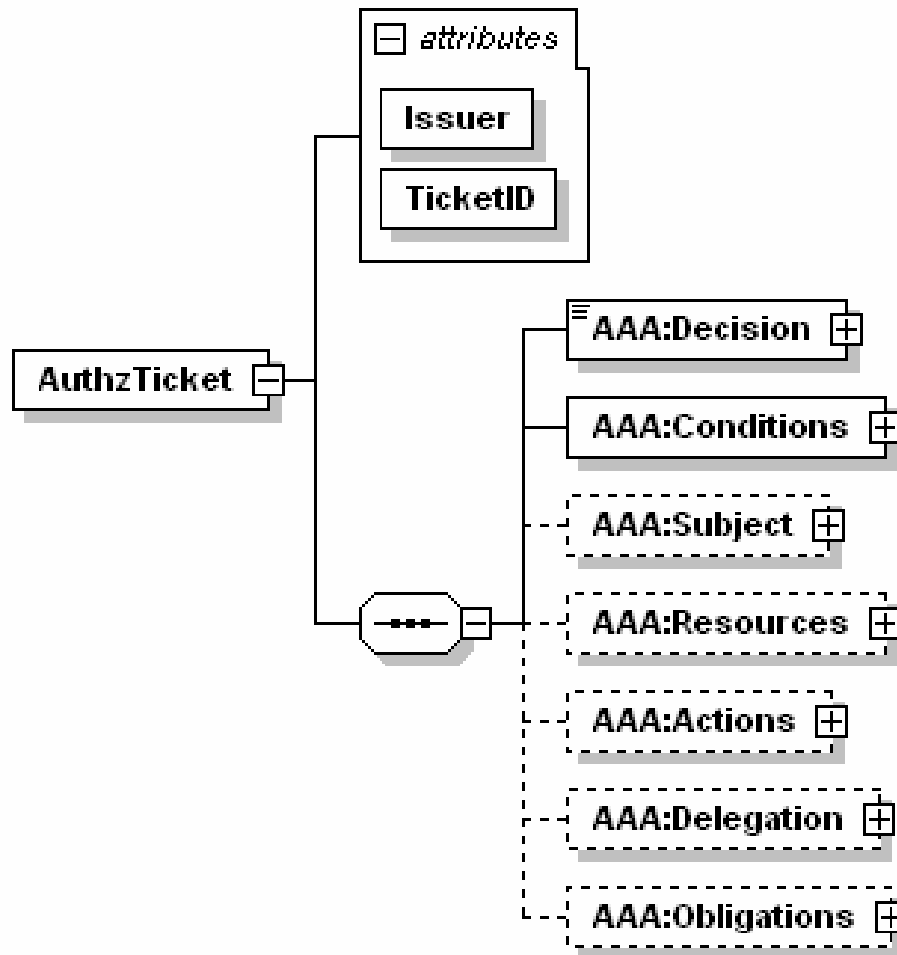 attributes
Issuer
TicketID
AuthzTicket
AAA:Decision
AAA:Conditions
AAA:Subject
AAA:Resources
AAA:Actions
AAA:Delegation
AAA:Obligations